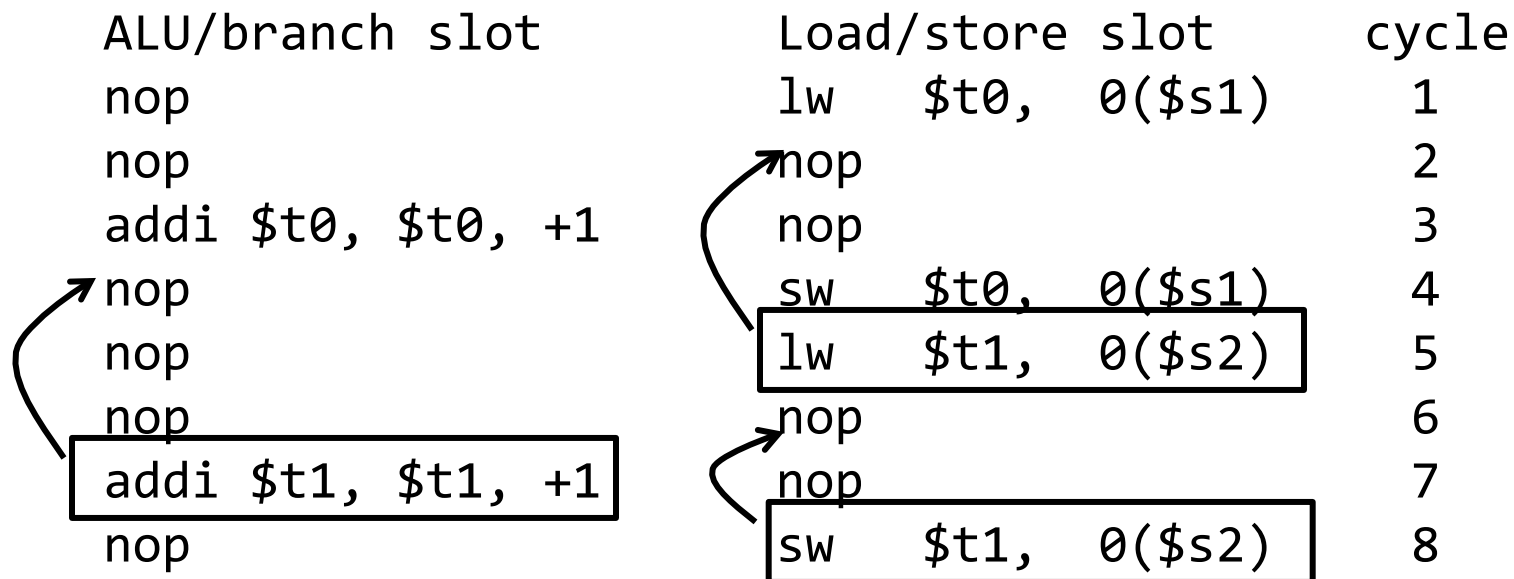 ALU/branch slot Load/store slot cycle
nop lw $t0, 0($s1) 1
nop nop 2
addi $t0, $t0, +1 nop 3
nop sw $t0, 0($s1) 4
nop lw $t1, 0($s2) 5
nop nop 6
addi $t1, $t1, +1 nop 7
nop sw $t1, 0($s2) 8